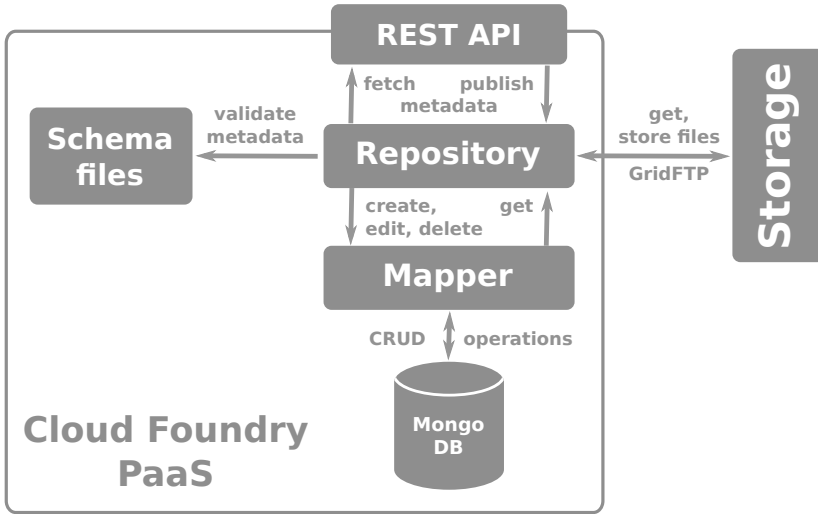 REST API
fetch publish
metadata
validate
metadata
get,
store files
GridFTP
Storage
Schema
files
Repository
create, get
edit, delete
Mapper
CRUD operations
Mongo
DB
Cloud Foundry
PaaS